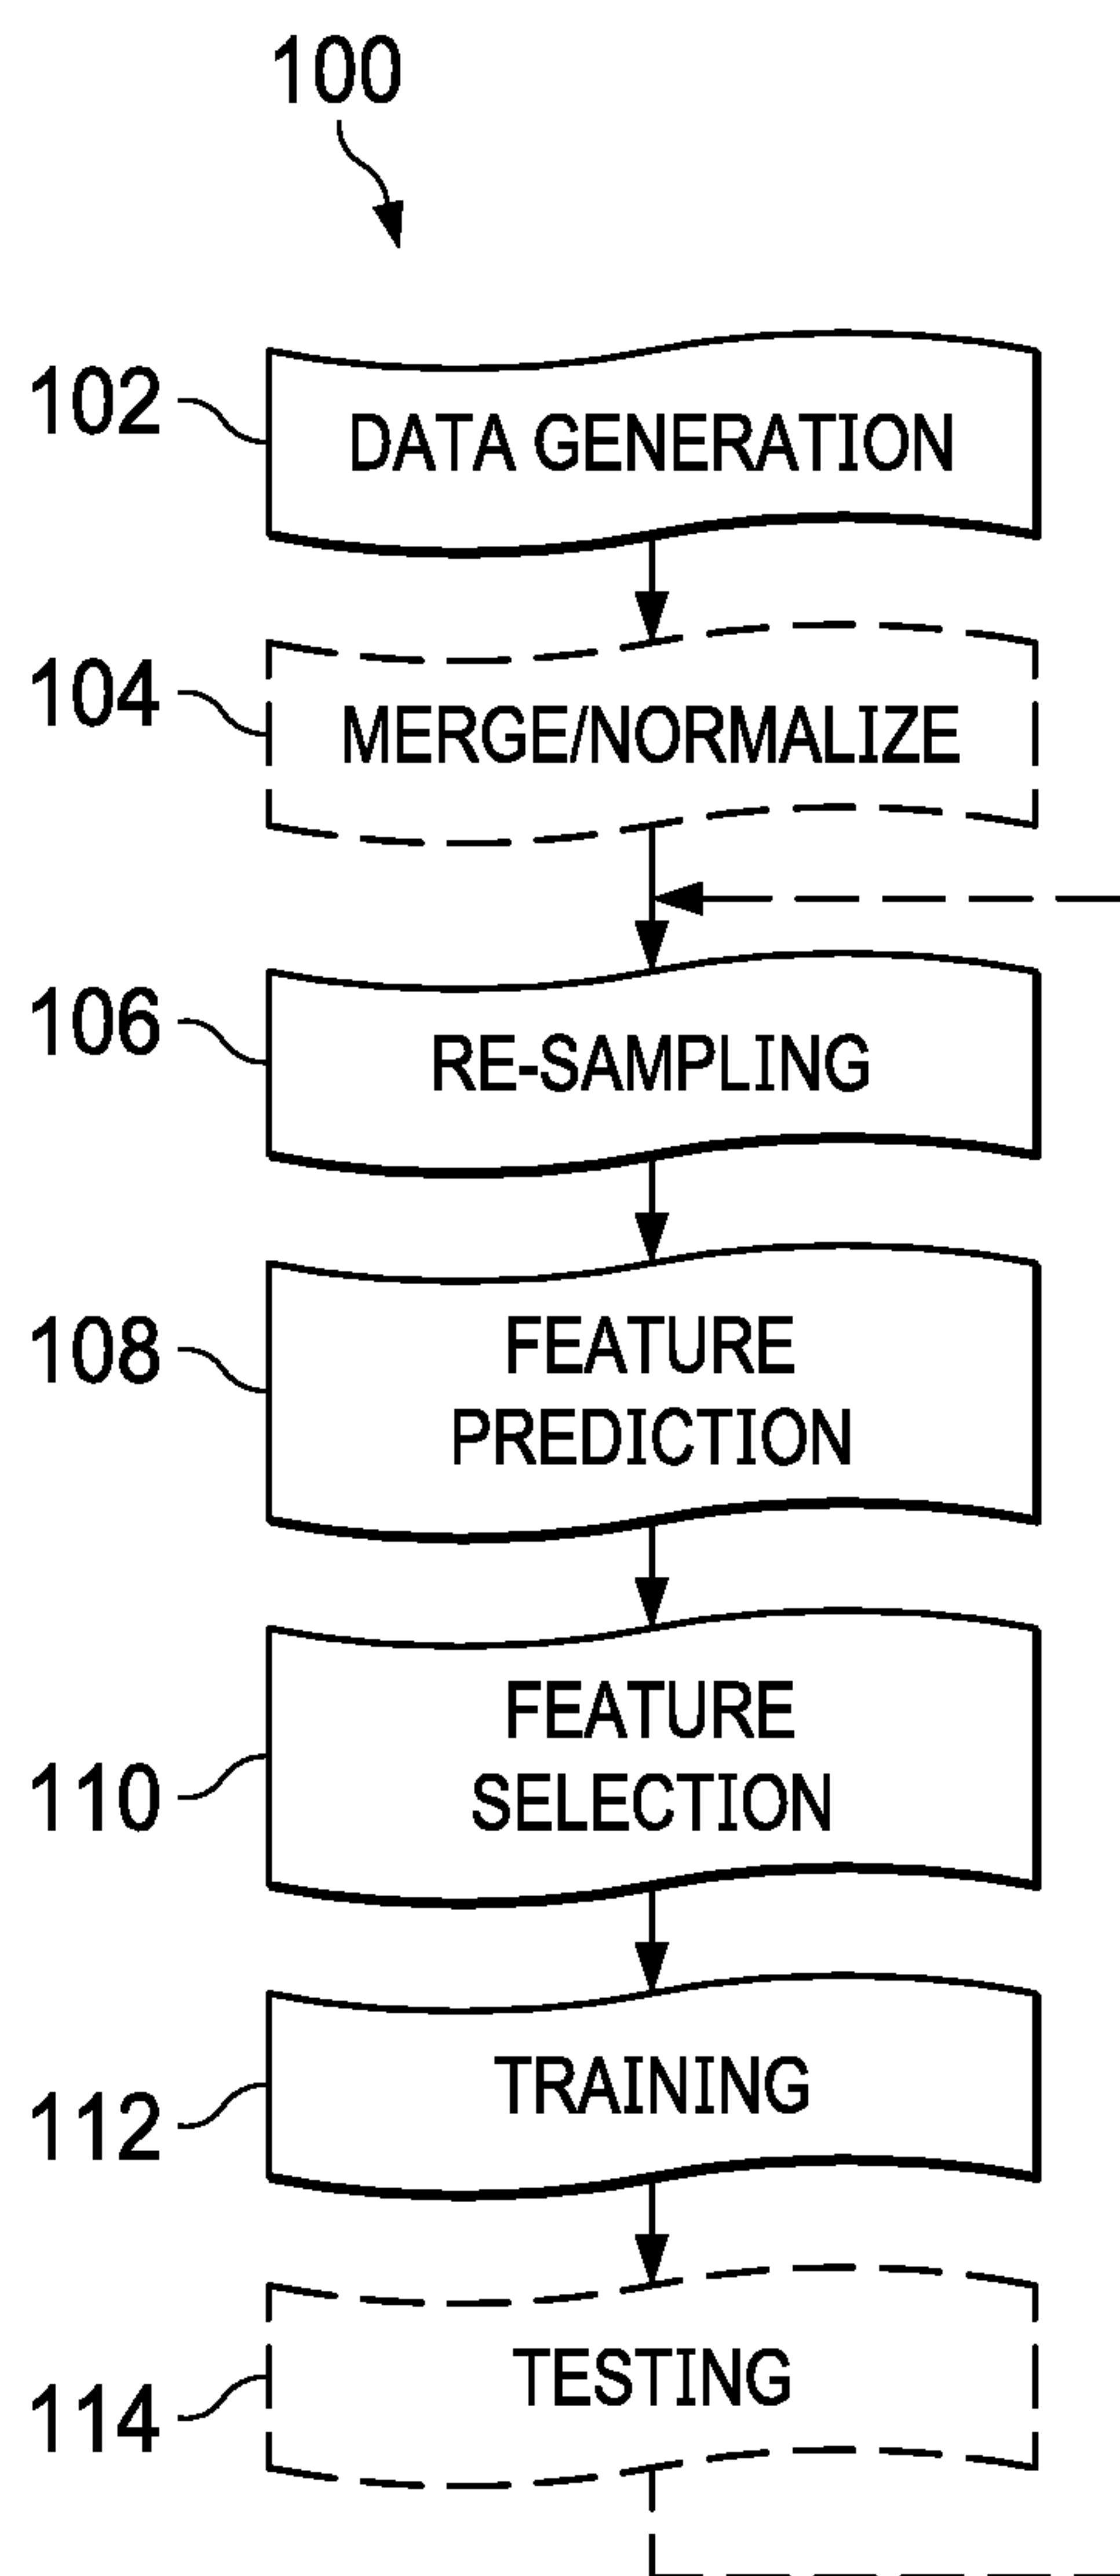 100
102
DATA GENERATION
104
MERGE/NORMALIZE
106
RE-SAMPLING
108
FEATURE
PREDICTION
110
FEATURE
SELECTION
112
TRAINING
114
TESTING